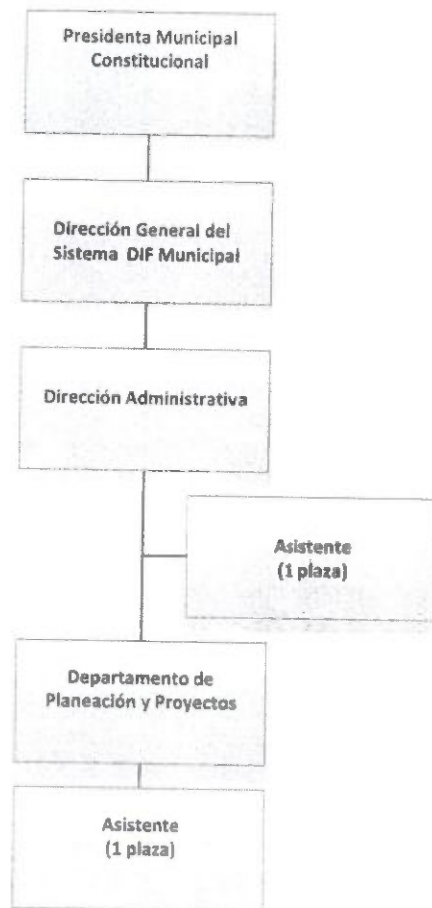 Presidenta Municipal
Constitucional
Dirección General del
Sistema DIF Municipal
Dirección Administrativa
Asistente
(1 plaza)
Departamento de
Planeación y Proyectos
Asistente
(1 plaza)